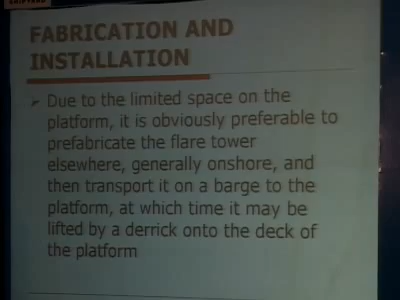 FABRICATION AND
INSTALLATION
Due to the limited space on the
platform, it is obviously preferable to
prefabricate the flare tower
elsewhere, generally onshore, and
then transport it on a barge to the
platform, at which time it may be
lifted by a derrick onto the deck of
the platform